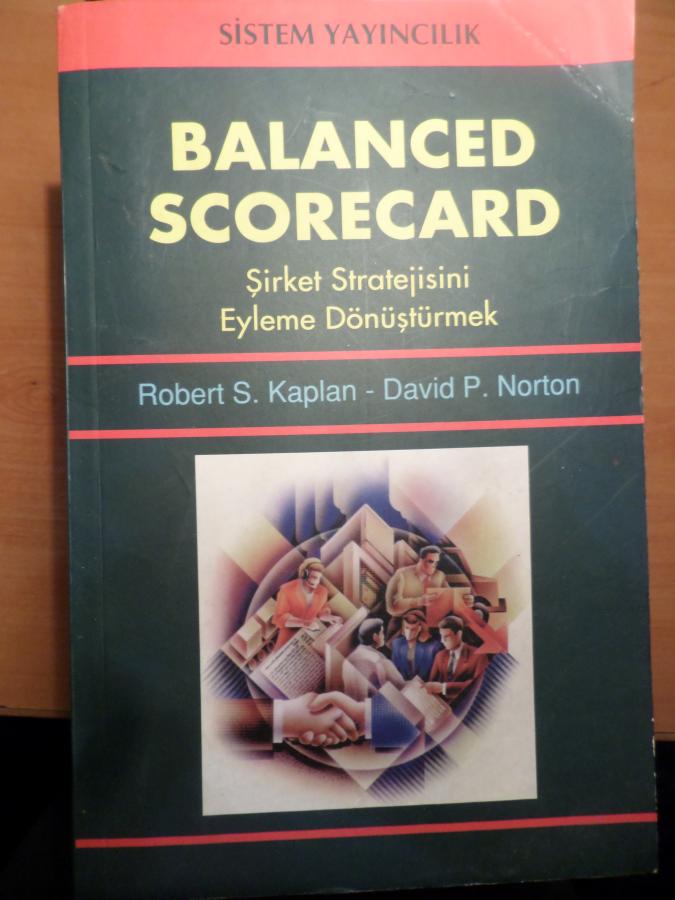 SİSTEM YAYINCILIK
BALANCED
SCORECARD
Şirket Stratejisini
Eyleme Dönüştürmek
Robert S. Kaplan - David P. Norton